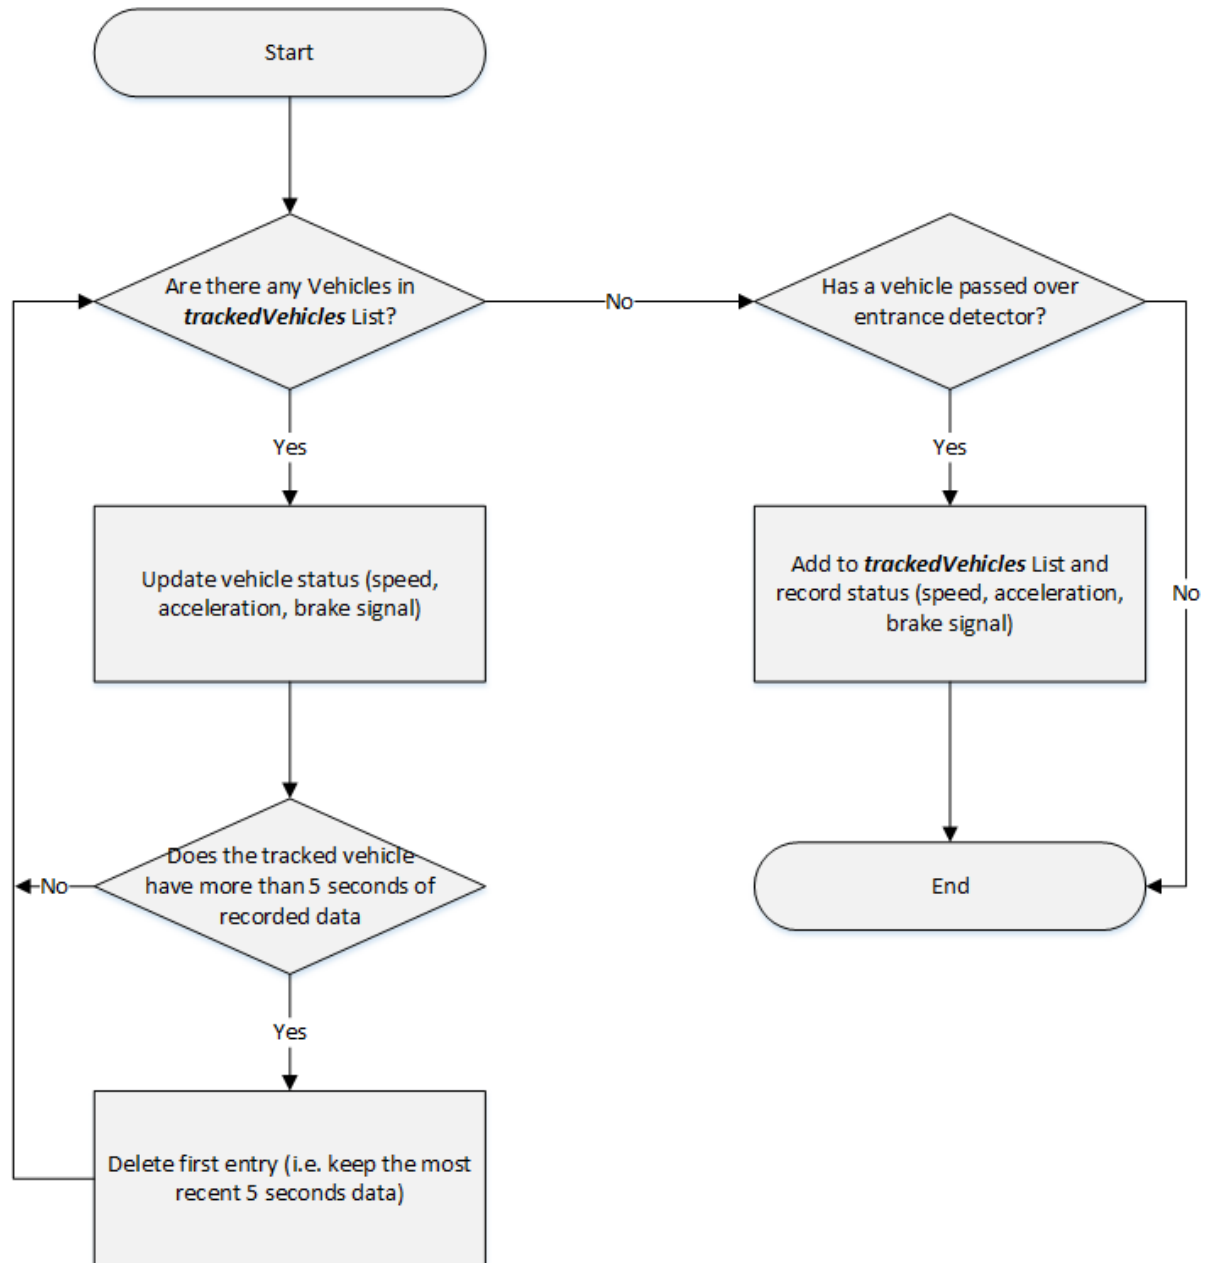 Start
Are there any Vehicles in
trackedVehicles List?
No
Has a vehicle passed over
entrance detector?
Yes
Yes
Update vehicle status (speed,
acceleration, brake signal)
Add to trackedVehicles List and
record status (speed, acceleration,
brake signal)
No
Does the tracked vehicle
have more than 5 seconds of
recorded data
No
End
Yes
Delete first entry (i.e. keep the most
recent 5 seconds data)